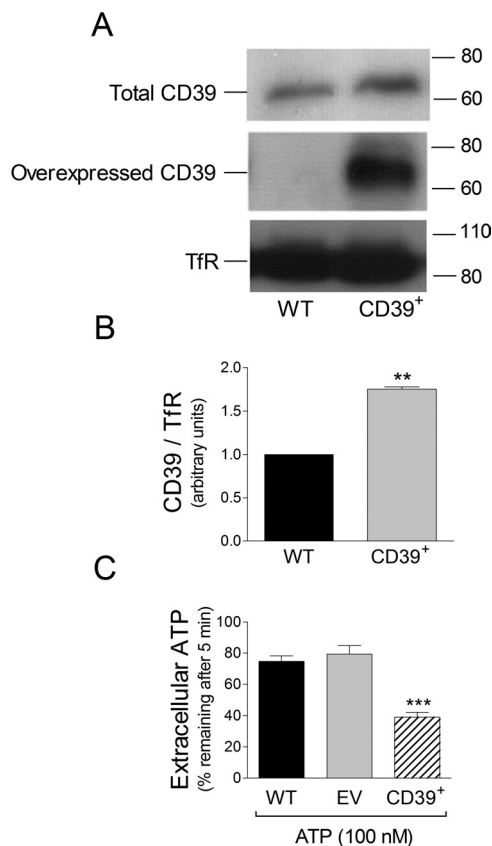 A
Total CD39
80
60
Overexpressed CD39
80
60
TfR
110
80
WT CD39+
B
CD39 / TfR
(arbitrary units)
2.0
1.5
1.0
0.5
0.0
**
WT CD39+
C
Extracellular ATP
(% remaining after 5 min)
100
80
60
40
20
0
***
WT EV CD39+
ATP (100 nM)